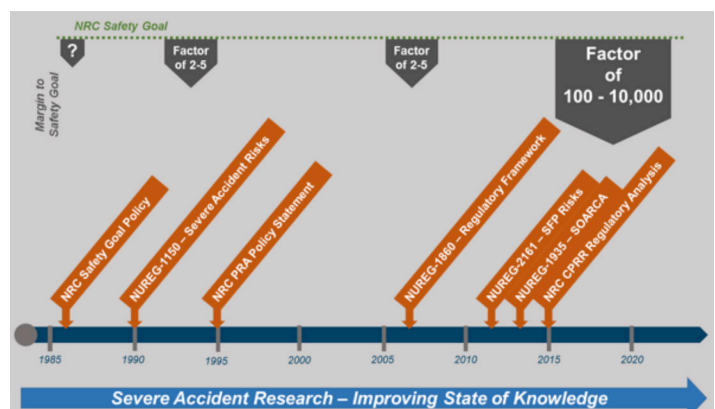 NRC Safety Goal
?
Factor
of 2-5
Factor
of 2-5
Factor
of
100 - 10,000
Margin to
Safety Goal
NRC Safety Goal Policy
NUREG-1150 – Severe Accident Risks
NRC PRA Policy Statement
NUREG-1860 – Regulatory Framework
NUREG-2161 – SFP Risks
NUREG-1935 – SOARCA
NRC CPRR Regulatory Analysis
1985
1990
1995
2000
2005
2010
2015
2020
Severe Accident Research – Improving State of Knowledge